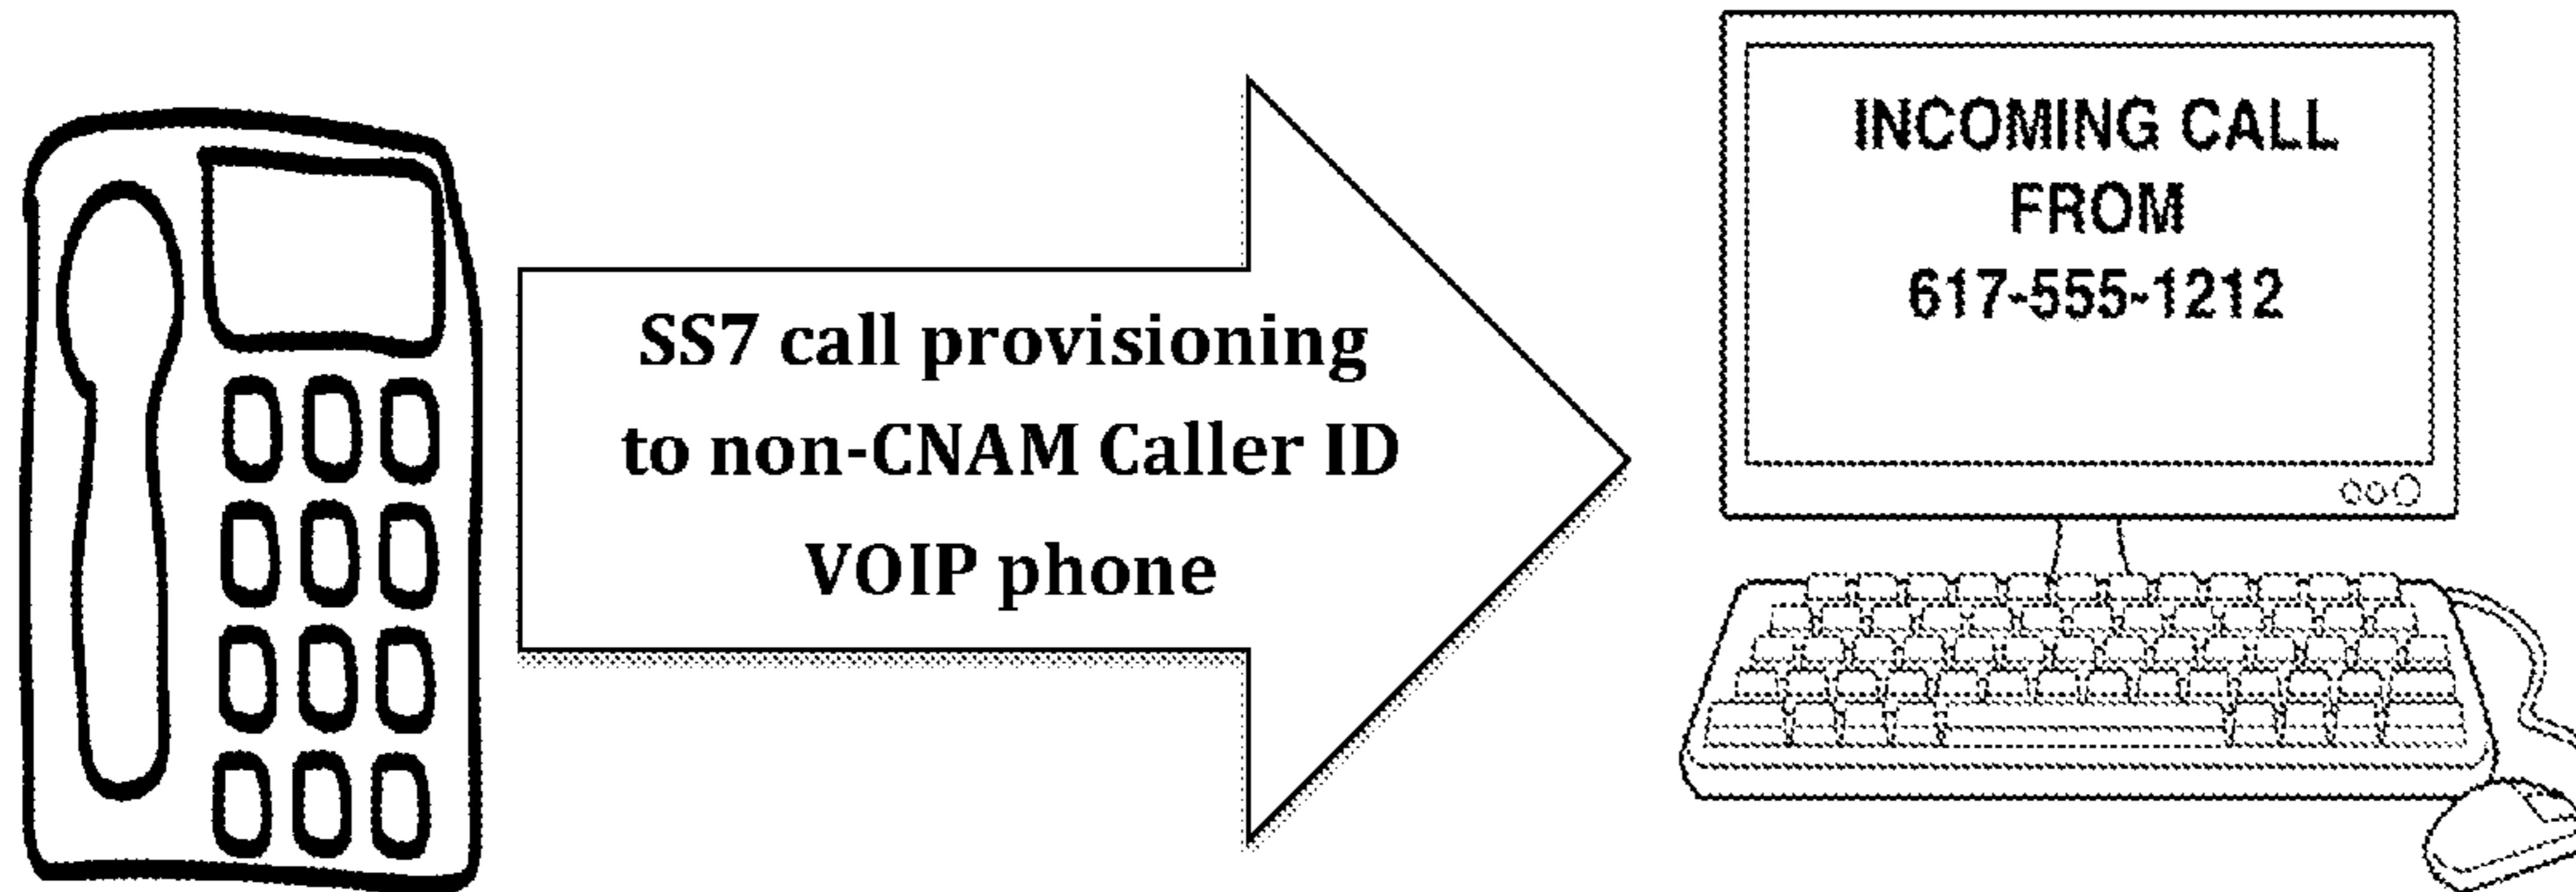 SS7 call provisioning
to non-CNAM Caller ID
VOIP phone
INCOMING CALL
FROM
617-555-1212